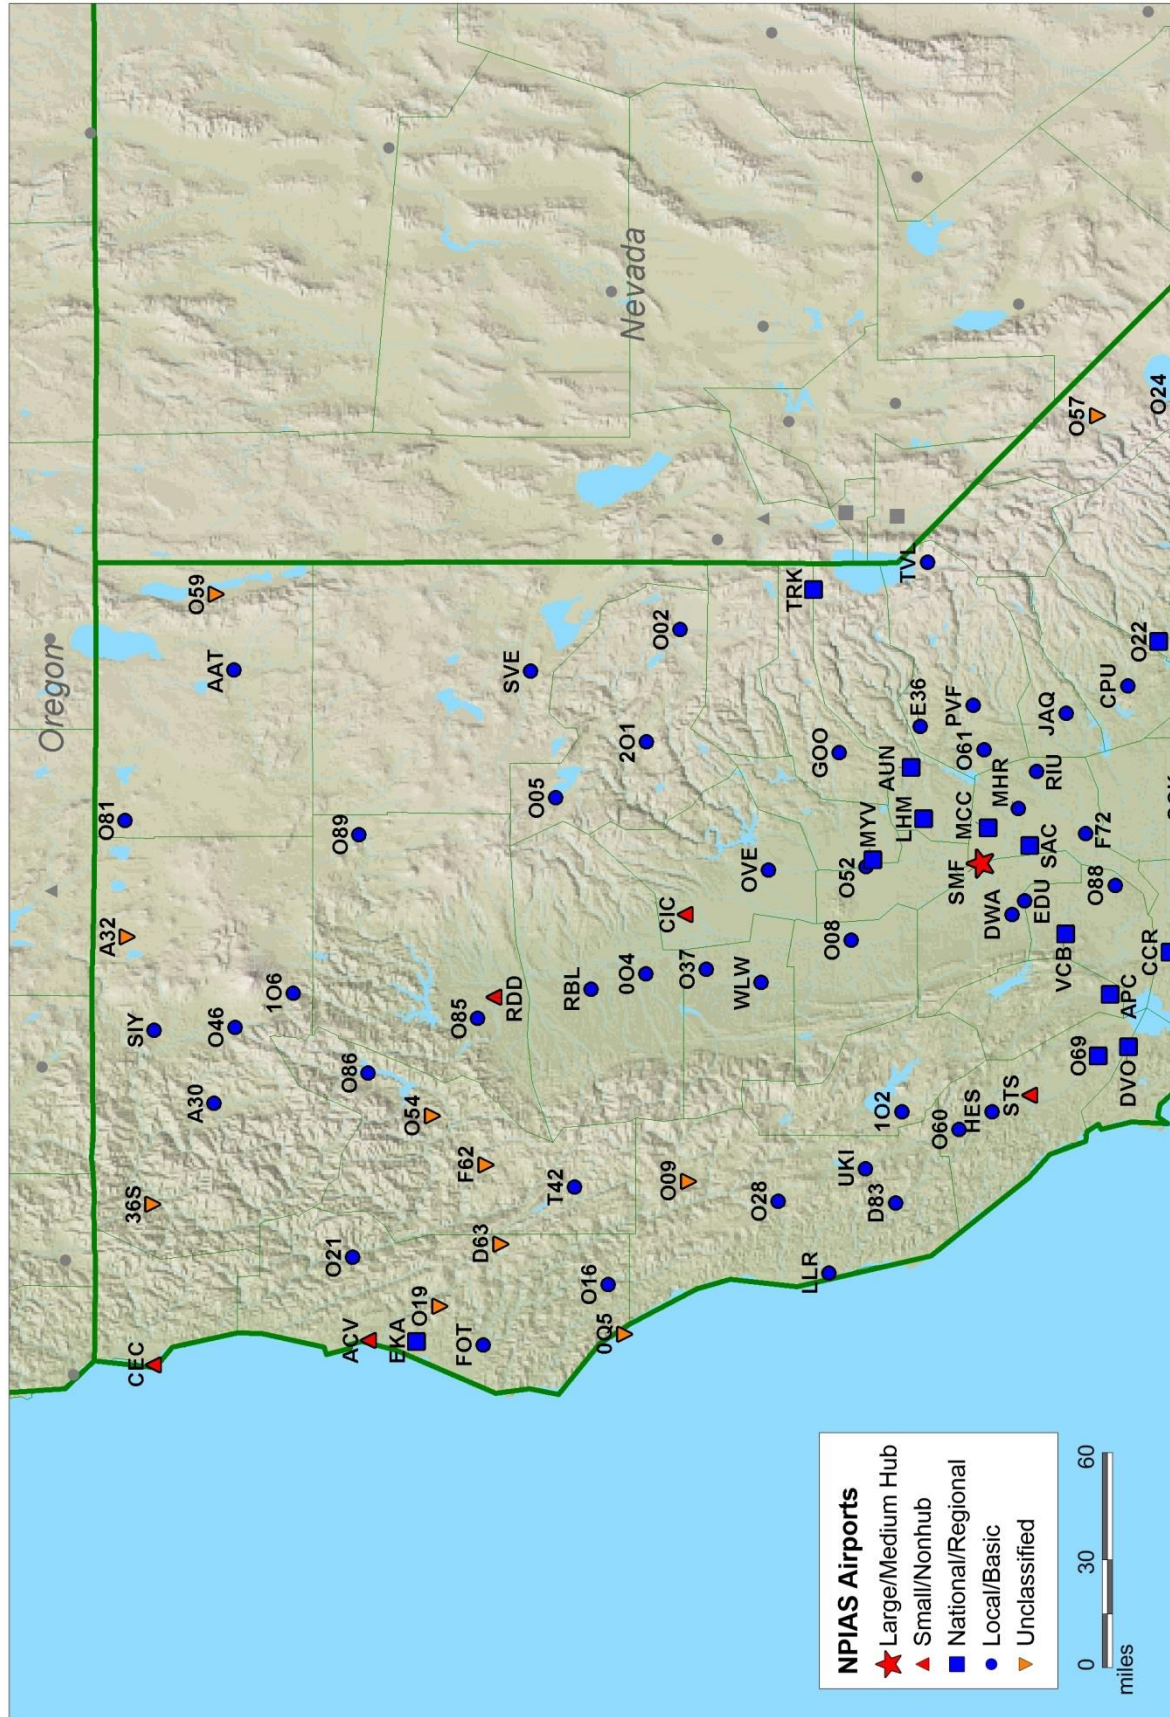 Oregon
Nevada
CEC
36S
SIY
A32
O81
A30
O46
AAT
O59
1O6
ACV
O21
O86
O89
EKA
O19
O54
FOT
D63
F62
O85
RDD
SVE
O16
T42
RBL
O05
0Q5
0O4
2O1
O02
O09
O37
CIC
O28
WLW
OVE
LLR
UKI
O08
O52
MYV
GOO
TRK
D83
1O2
LHM
AUN
E36
TVL
O60
HES
SMF
MCC
O61
PVF
STS
DWA
EDU
SAC
MHR
RIU
JAQ
O69
VCB
F72
O57
DVO
APC
O88
CPU
CCR
O22
O24
NPIAS Airports
Large/Medium Hub
Small/Nonhub
National/Regional
Local/Basic
Unclassified
0 30 60
miles